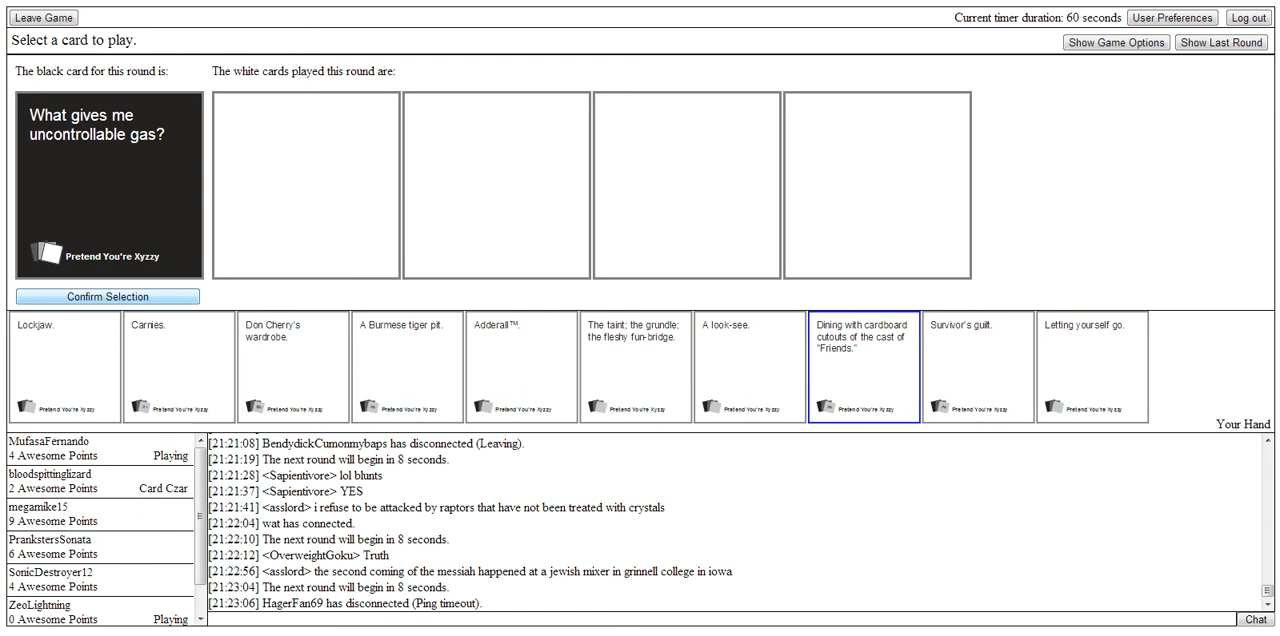 Leave Game
Current timer duration: 60 seconds
User Preferences
Log out
Select a card to play.
Show Game Options
Show Last Round
The black card for this round is:
The white cards played this round are:
What gives me
uncontrollable gas?
Pretend You're Xyzzy
Confirm Selection
Lockjaw.
Pretend You're Xyzzy
Carnies.
Pretend You're Xyzzy
Don Cherry's
wardrobe.
Pretend You're Xyzzy
A Burmese tiger pit.
Pretend You're Xyzzy
Adderall™.
Pretend You're Xyzzy
The taint; the grundle;
the fleshy fun-bridge.
Pretend You're Xyzzy
A look-see.
Pretend You're Xyzzy
Dining with cardboard
cutouts of the cast of
"Friends."
Pretend You're Xyzzy
Survivor's guilt.
Pretend You're Xyzzy
Letting yourself go.
Pretend You're Xyzzy
Your Hand
MufasaFernando
4 Awesome Points Playing
bloodspittinglizard
2 Awesome Points Card Czar
megamike15
9 Awesome Points
PrankstersSonata
6 Awesome Points
SonicDestroyer12
4 Awesome Points
ZeoLightning
0 Awesome Points Playing
[21:21:08] BendydickCumonmybaps has disconnected (Leaving).
[21:21:19] The next round will begin in 8 seconds.
[21:21:28] <Sapientivore> lol blunts
[21:21:37] <Sapientivore> YES
[21:21:41] <asslord> i refuse to be attacked by raptors that have not been treated with crystals
[21:22:04] wat has connected.
[21:22:10] The next round will begin in 8 seconds.
[21:22:12] <OverweightGoku> Truth
[21:22:56] <asslord> the second coming of the messiah happened at a jewish mixer in grinnell college in iowa
[21:23:04] The next round will begin in 8 seconds.
[21:23:06] HagerFan69 has disconnected (Ping timeout).
Chat